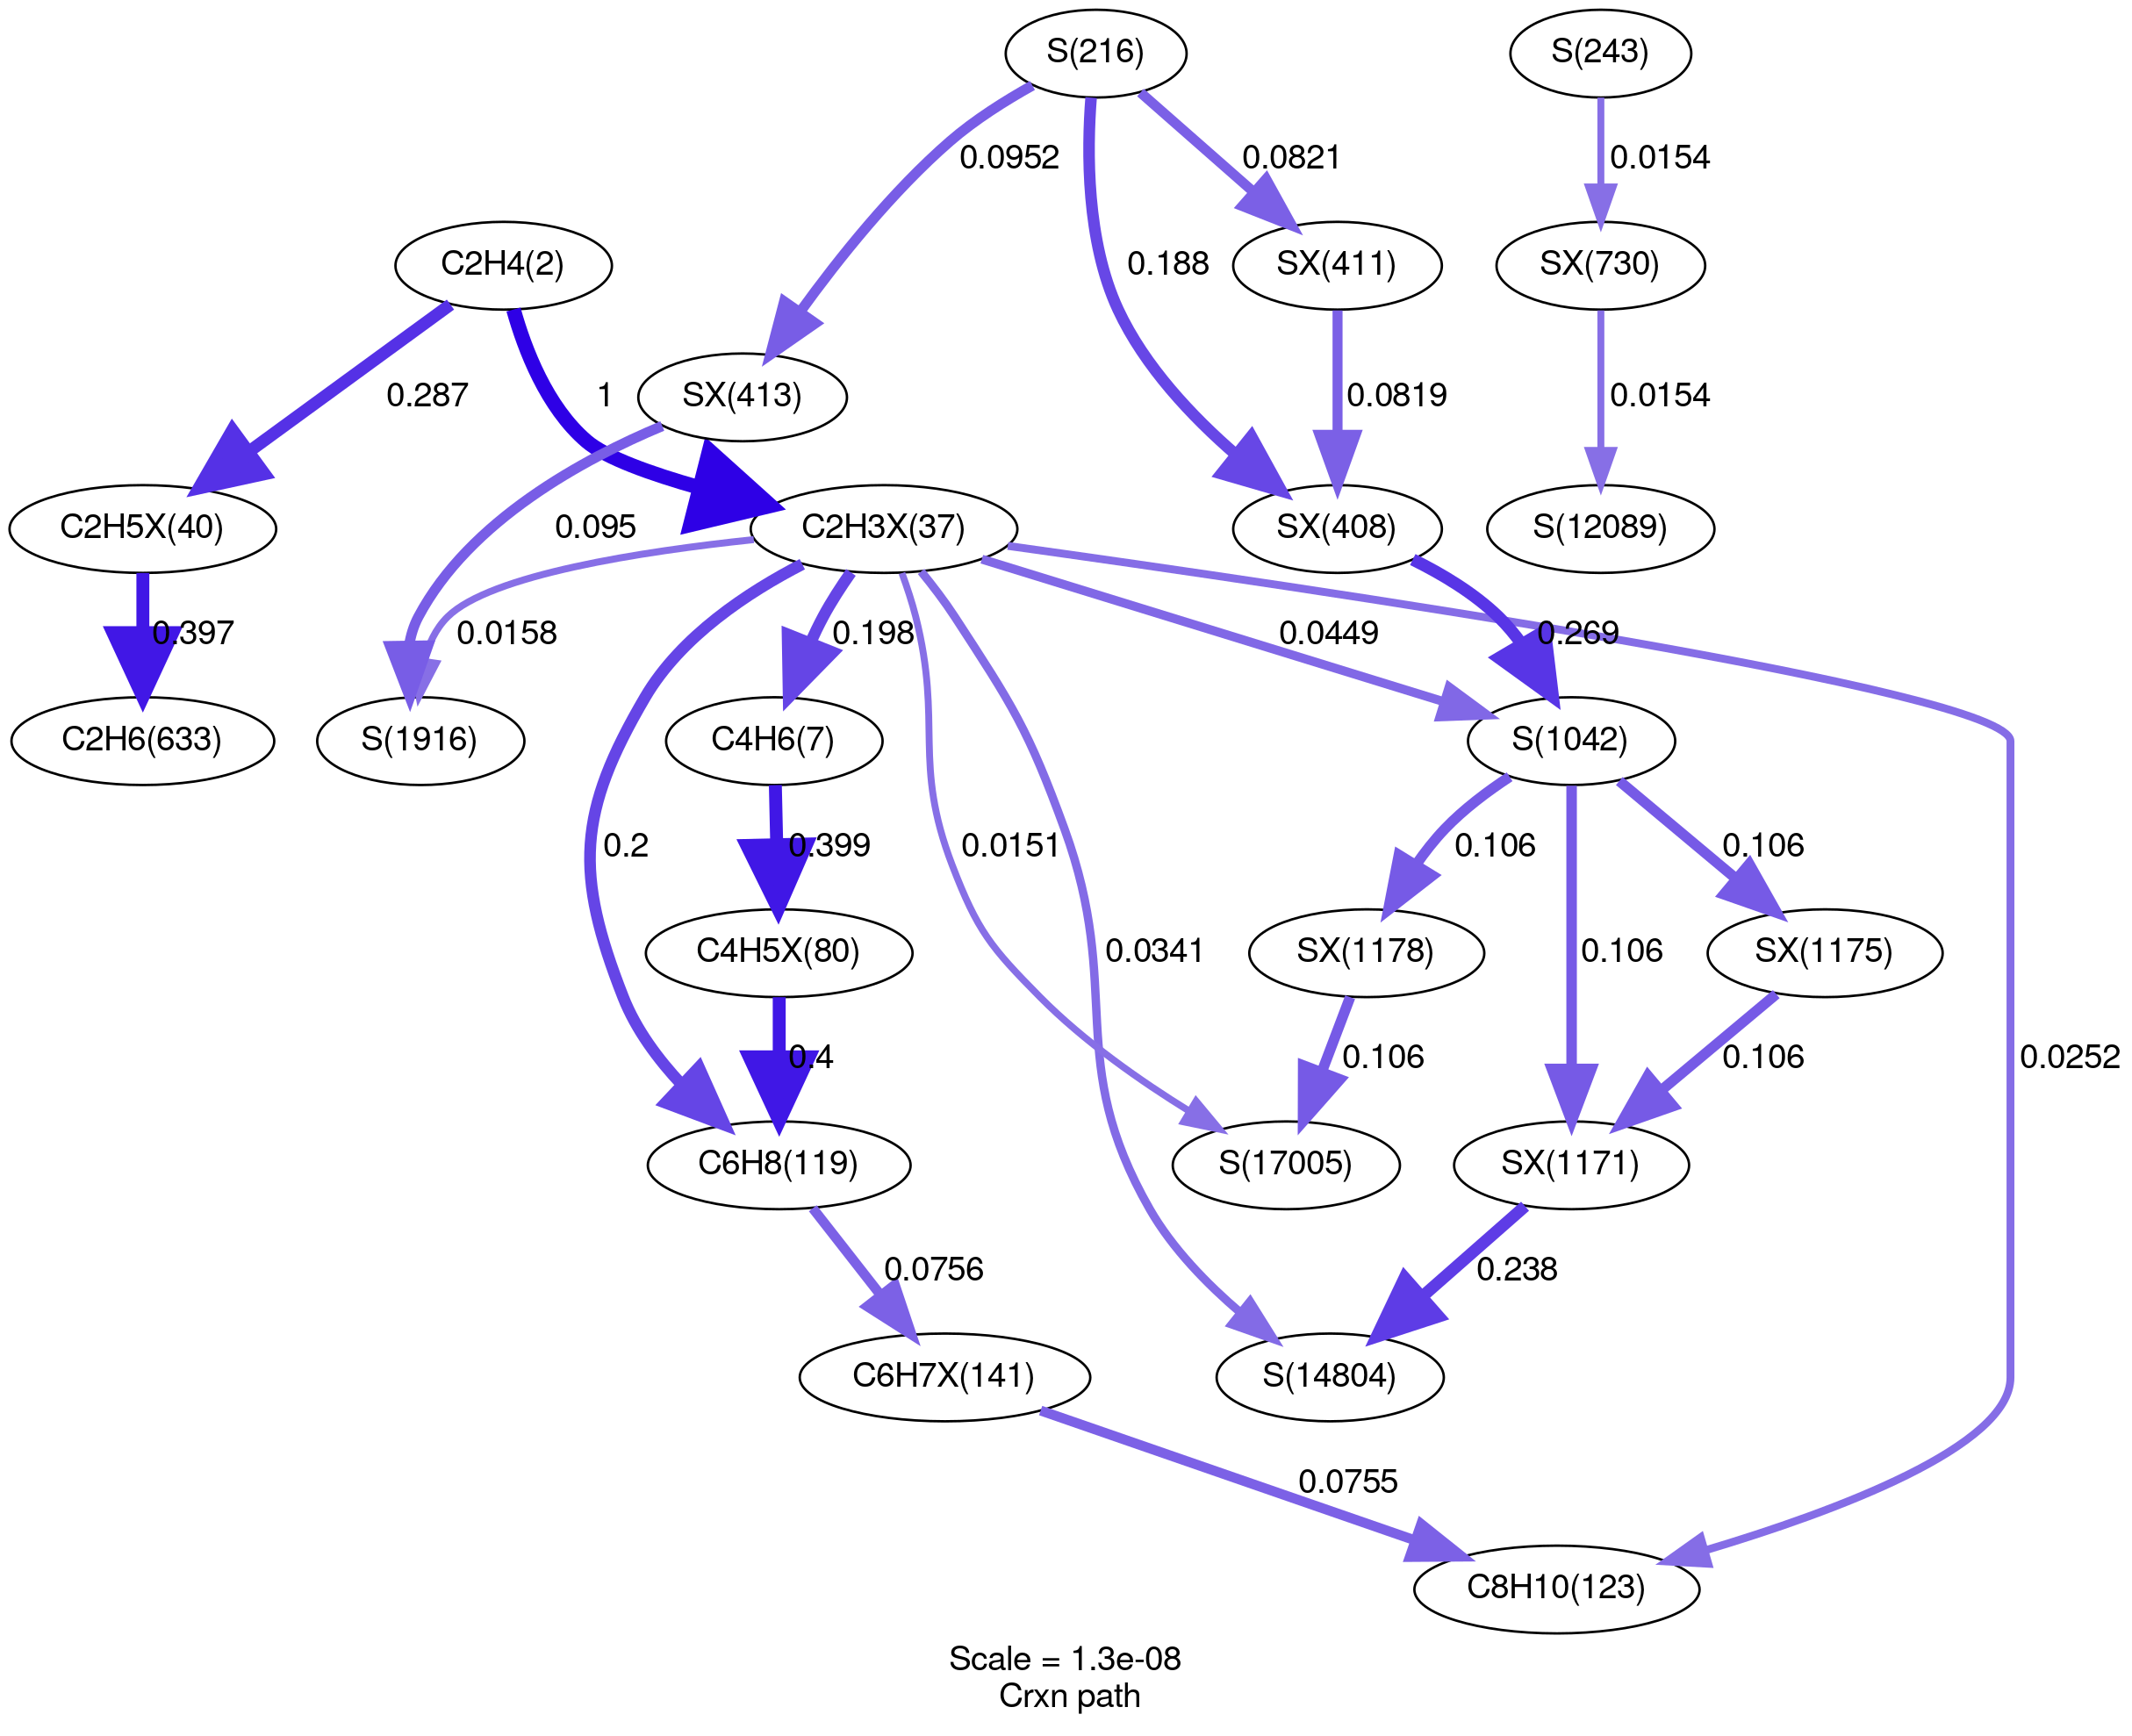 S(216)
S(243)
0.0952
0.0821
0.0154
C2H4(2)
0.188
SX(411)
SX(730)
0.287
1
SX(413)
0.0819
0.0154
C2H5X(40)
0.095
C2H3X(37)
SX(408)
S(12089)
0.397
0.0158
0.198
0.0449
0.269
C2H6(633)
S(1916)
C4H6(7)
S(1042)
0.2
0.399
0.0151
0.106
0.106
C4H5X(80)
0.0341
SX(1178)
0.106
SX(1175)
0.4
0.106
0.106
0.0252
C6H8(119)
S(17005)
SX(1171)
0.0756
0.238
C6H7X(141)
S(14804)
0.0755
C8H10(123)
Scale = 1.3e-08
Crxn path